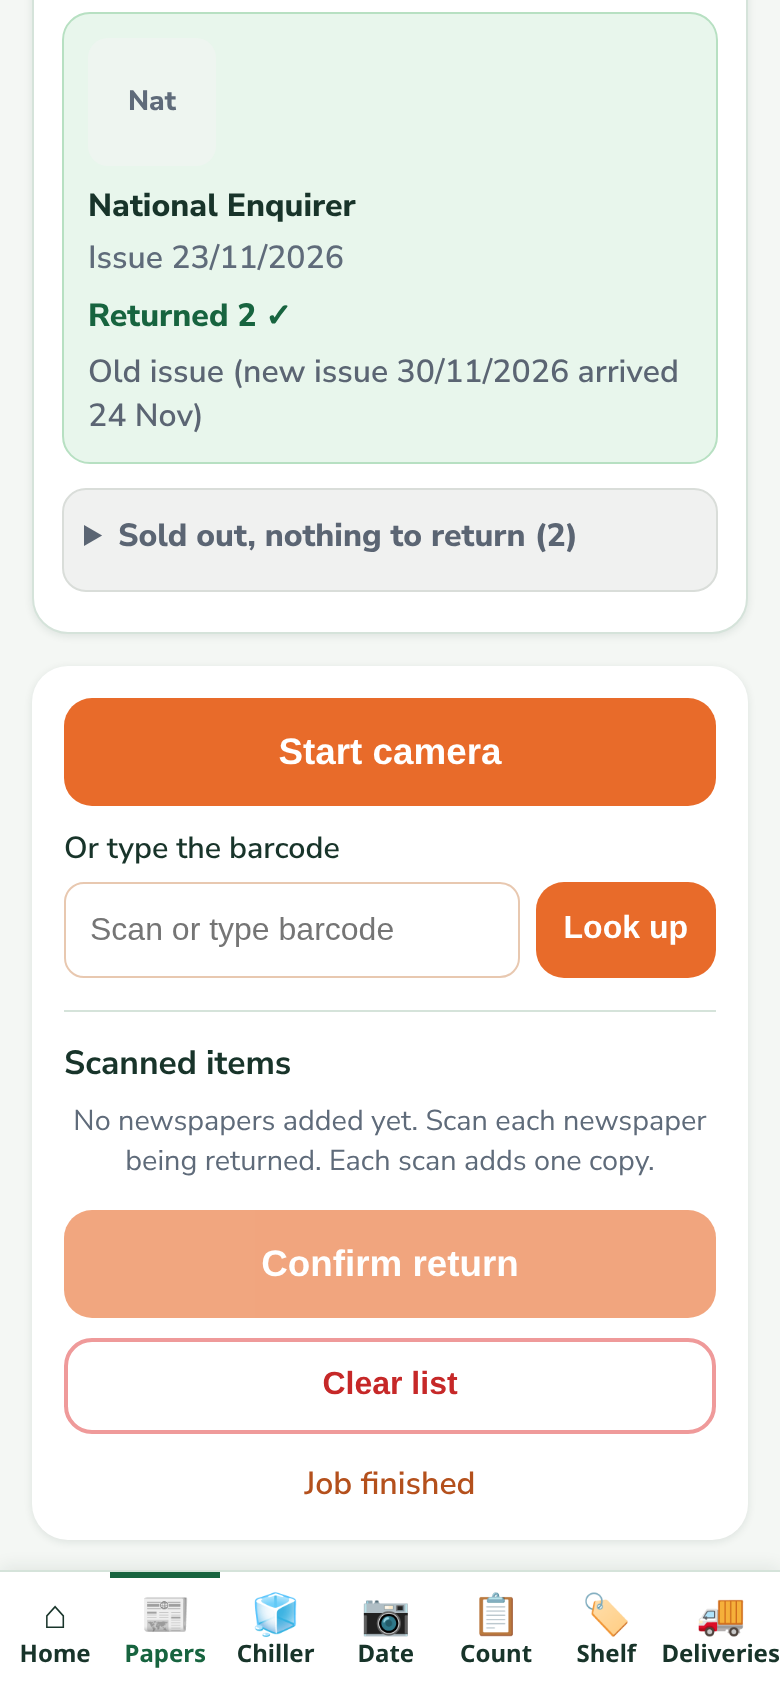 Nat
National Enquirer
Issue 23/11/2026
Returned 2 ✓
Old issue (new issue 30/11/2026 arrived
24 Nov)
▶ Sold out, nothing to return (2)
Start camera
Or type the barcode
Scan or type barcode
Look up
Scanned items
No newspapers added yet. Scan each newspaper
being returned. Each scan adds one copy.
Confirm return
Clear list
Job finished
Home Papers Chiller Date Count Shelf Deliveries